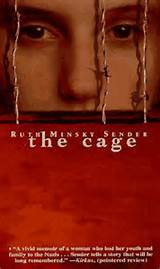 RUTH MINSKY SENDER
the cage
• "A vivid memoir of a woman who lost her youth and
family to the Nazis . . . Sender tells a story that will be
long remembered." —Kirkus, (pointered review)